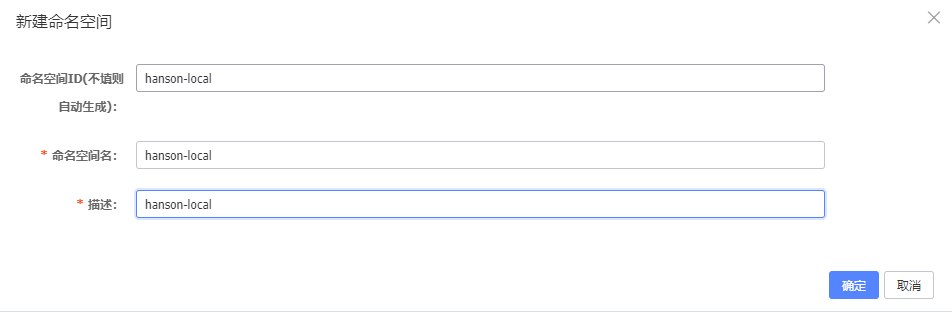 新建命名空间
命名空间ID(不填则
自动生成)：
hanson-local
* 命名空间名：
hanson-local
* 描述：
hanson-local
确定
取消